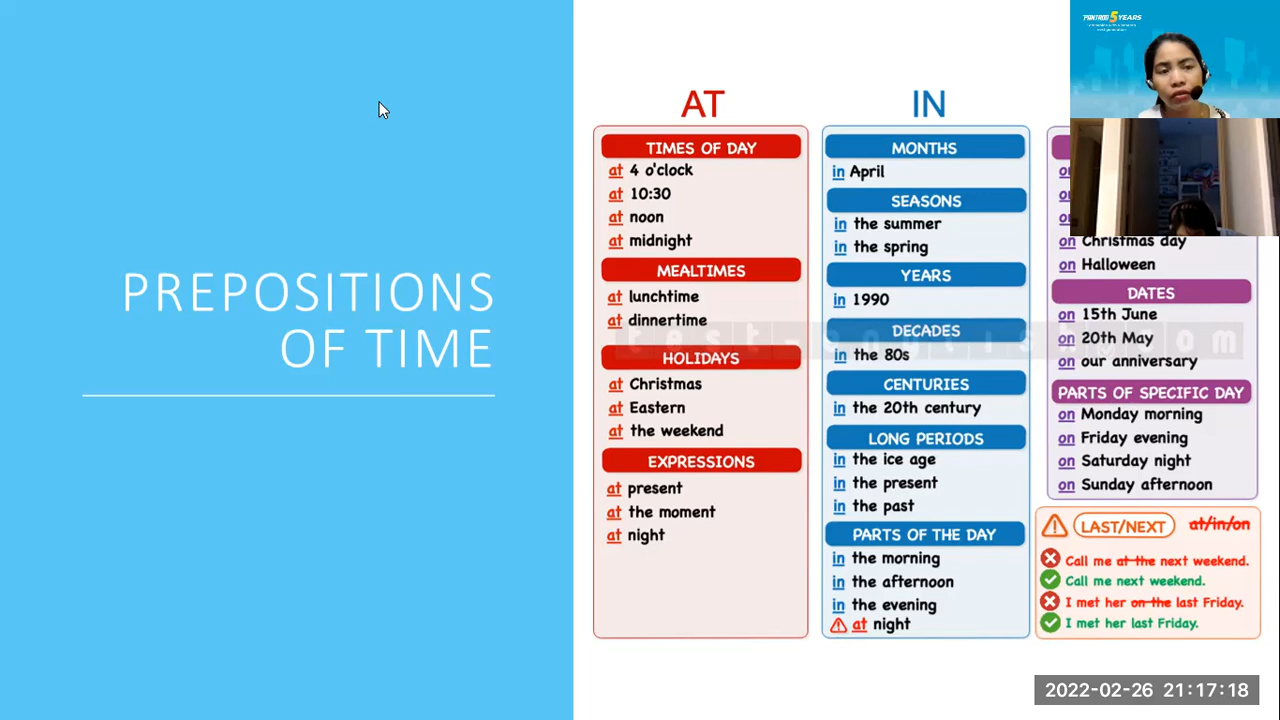 PREPOSITIONS
OF TIME
AT
TIMES OF DAY
at 4 o'clock
at 10:30
at noon
at midnight
MEALTIMES
at lunchtime
at dinnertime
HOLIDAYS
at Christmas
at Eastern
at the weekend
EXPRESSIONS
at present
at the moment
at night
IN
MONTHS
in April
SEASONS
in the summer
in the spring
YEARS
in 1990
DECADES
in the 80s
CENTURIES
in the 20th century
LONG PERIODS
in the ice age
in the present
in the past
PARTS OF THE DAY
in the morning
in the afternoon
in the evening
at night
on Christmas day
on Halloween
DATES
on 15th June
on 20th May
on our anniversary
PARTS OF SPECIFIC DAY
on Monday morning
on Friday evening
on Saturday night
on Sunday afternoon
LAST/NEXT at/in/on
Call me at the next weekend.
Call me next weekend.
I met her on the last Friday.
I met her last Friday.
5 YEARS
2022-02-26 21:17:18